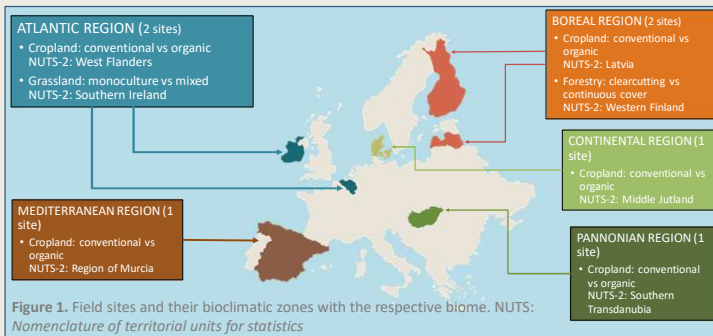 ATLANTIC REGION (2 sites)
• Cropland: conventional vs organic
NUTS-2: West Flanders
• Grassland: monoculture vs mixed
NUTS-2: Southern Ireland
BOREAL REGION (2 sites)
• Cropland: conventional vs
organic
NUTS-2: Latvia
• Forestry: clearcutting vs
continuous cover
NUTS-2: Western Finland
CONTINENTAL REGION (1
site)
• Cropland: conventional vs
organic
NUTS-2: Middle Jutland
MEDITERRANEAN REGION (1
site)
• Cropland: conventional vs
organic
NUTS-2: Region of Murcia
PANNONIAN REGION (1
site)
• Cropland: conventional
vs organic
NUTS-2: Southern
Transdanubia
Figure 1. Field sites and their bioclimatic zones with the respective biome. NUTS:
Nomenclature of territorial units for statistics